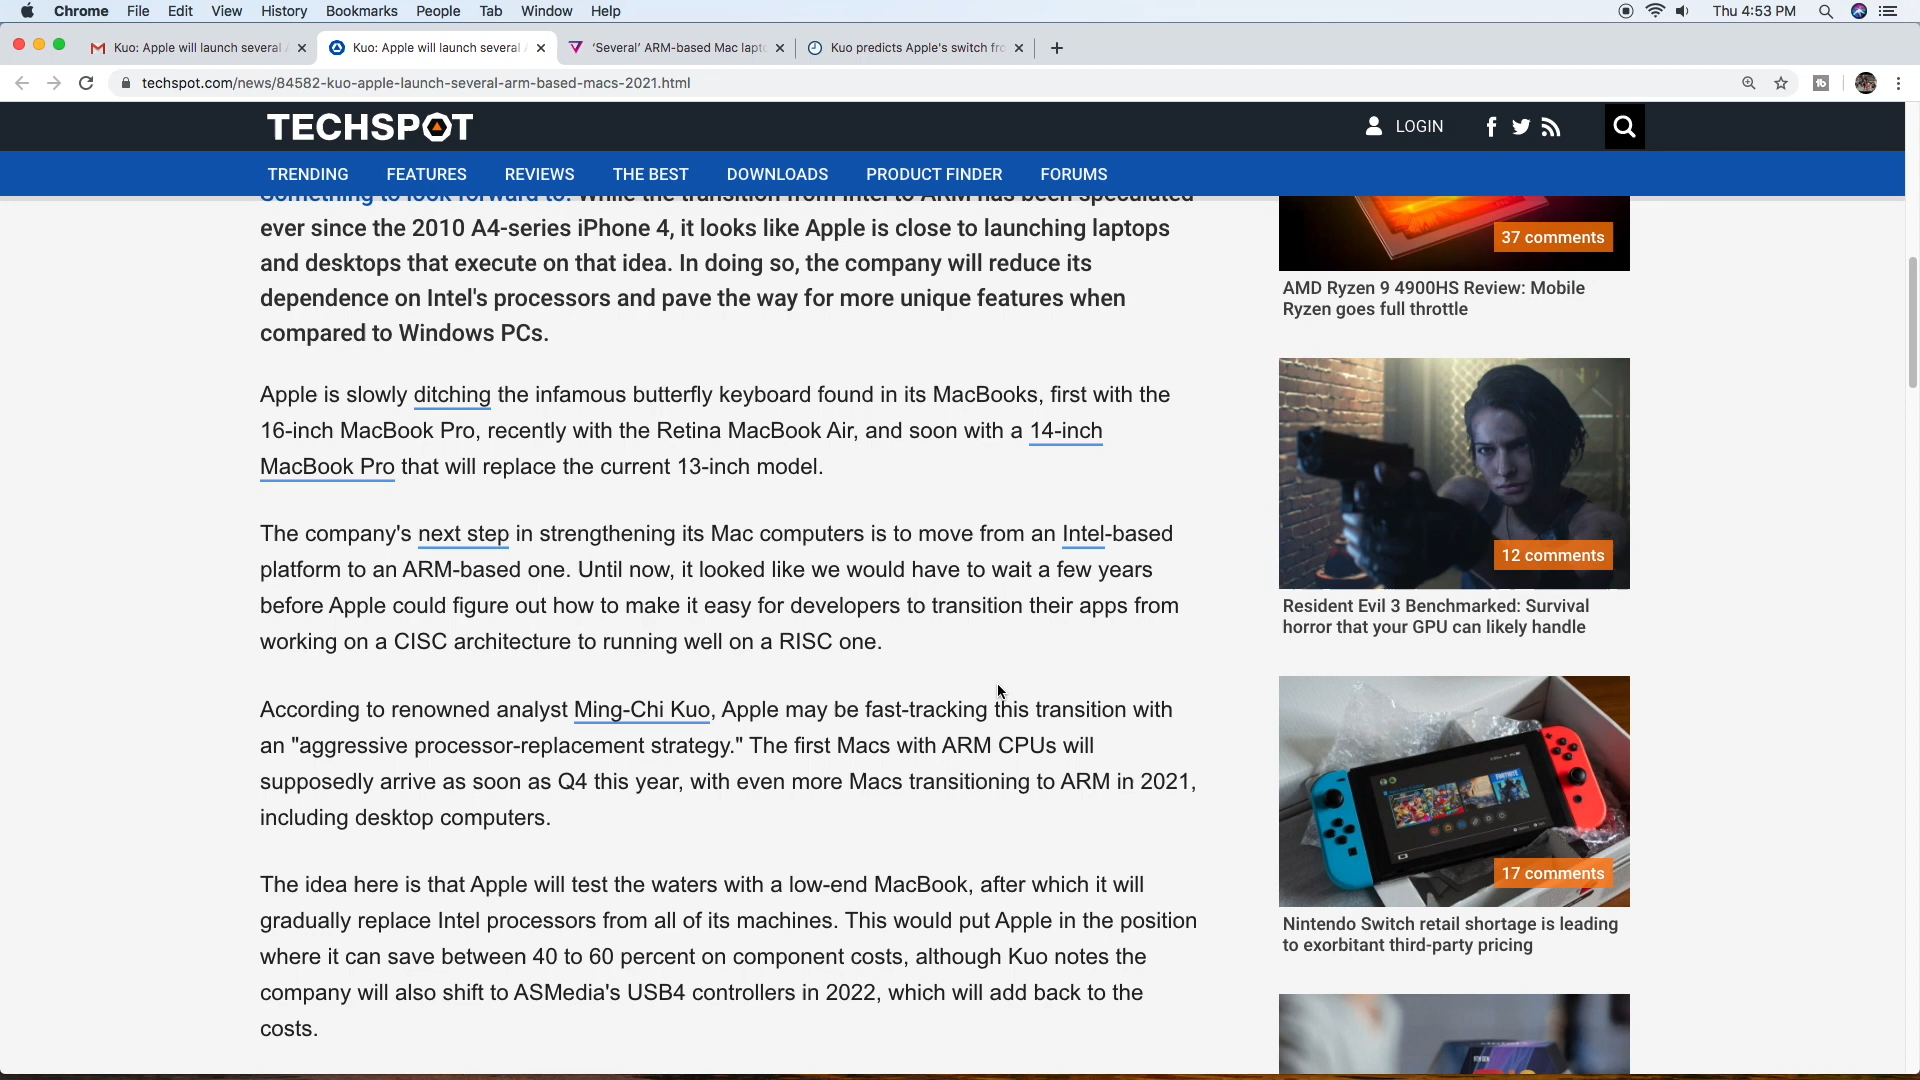 Chrome File Edit View History Bookmarks People Tab Window Help Thu 4:53 PM
Kuo: Apple will launch several Kuo: Apple will launch several 'Several' ARM-based Mac lapt Kuo predicts Apple's switch fr
techspot.com/news/84582-kuo-apple-launch-several-arm-based-macs-2021.html
TECHSPOT LOGIN
TRENDING FEATURES REVIEWS THE BEST DOWNLOADS PRODUCT FINDER FORUMS
Something to look forward to: While the transition from Intel to ARM has been speculated
ever since the 2010 A4-series iPhone 4, it looks like Apple is close to launching laptops
and desktops that execute on that idea. In doing so, the company will reduce its
dependence on Intel's processors and pave the way for more unique features when
compared to Windows PCs.
Apple is slowly ditching the infamous butterfly keyboard found in its MacBooks, first with the
16-inch MacBook Pro, recently with the Retina MacBook Air, and soon with a 14-inch
MacBook Pro that will replace the current 13-inch model.
The company's next step in strengthening its Mac computers is to move from an Intel-based
platform to an ARM-based one. Until now, it looked like we would have to wait a few years
before Apple could figure out how to make it easy for developers to transition their apps from
working on a CISC architecture to running well on a RISC one.
According to renowned analyst Ming-Chi Kuo, Apple may be fast-tracking this transition with
an "aggressive processor-replacement strategy." The first Macs with ARM CPUs will
supposedly arrive as soon as Q4 this year, with even more Macs transitioning to ARM in 2021,
including desktop computers.
The idea here is that Apple will test the waters with a low-end MacBook, after which it will
gradually replace Intel processors from all of its machines. This would put Apple in the position
where it can save between 40 to 60 percent on component costs, although Kuo notes the
company will also shift to ASMedia's USB4 controllers in 2022, which will add back to the
costs.
37 comments
AMD Ryzen 9 4900HS Review: Mobile
Ryzen goes full throttle
12 comments
Resident Evil 3 Benchmarked: Survival
horror that your GPU can likely handle
17 comments
Nintendo Switch retail shortage is leading
to exorbitant third-party pricing